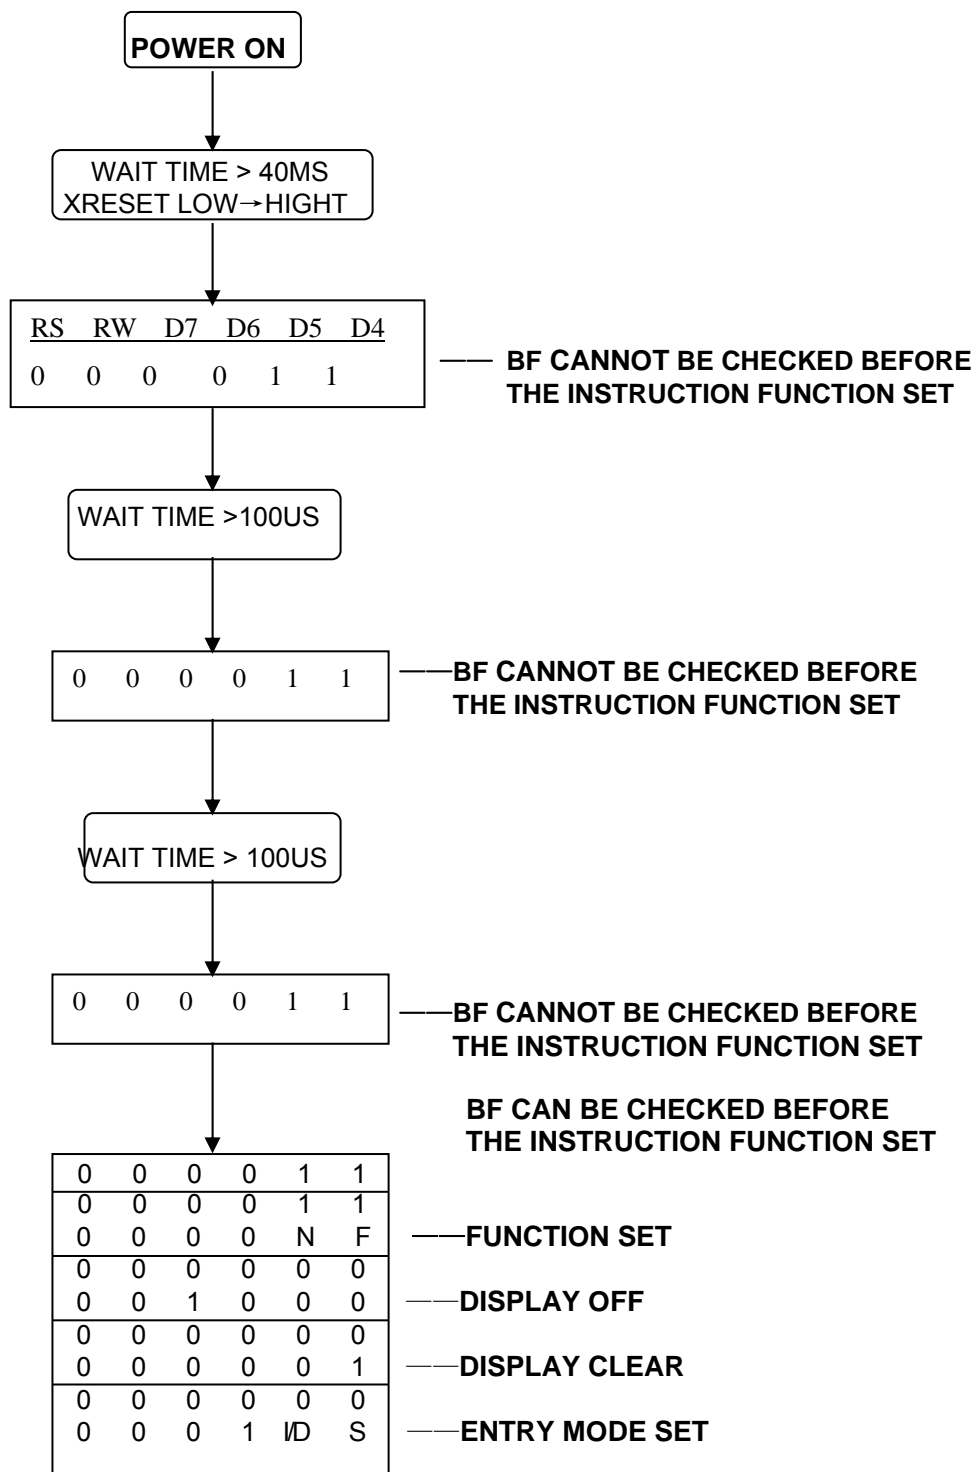 POWER ON
WAIT TIME > 40MS
XRESET LOW→HIGHT
RS RW D7 D6 D5 D4
0 0 0 0 1 1
—— BF CANNOT BE CHECKED BEFORE
THE INSTRUCTION FUNCTION SET
WAIT TIME >100US
0 0 0 0 1 1
——BF CANNOT BE CHECKED BEFORE
THE INSTRUCTION FUNCTION SET
WAIT TIME > 100US
0 0 0 0 1 1
——BF CANNOT BE CHECKED BEFORE
THE INSTRUCTION FUNCTION SET
BF CAN BE CHECKED BEFORE
THE INSTRUCTION FUNCTION SET
0 0 0 0 1 1
0 0 0 0 1 1
0 0 0 0 N F ——FUNCTION SET
0 0 0 0 0 0
0 0 1 0 0 0 ——DISPLAY OFF
0 0 0 0 0 0
0 0 0 0 0 1 ——DISPLAY CLEAR
0 0 0 0 0 0
0 0 0 1 I/D S ——ENTRY MODE SET